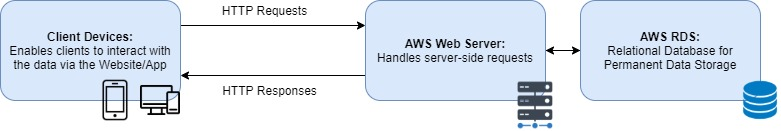 HTTP Requests
Client Devices:
Enables clients to interact with
the data via the Website/App
HTTP Responses
AWS Web Server:
Handles server-side requests
AWS RDS:
Relational Database for
Permanent Data Storage